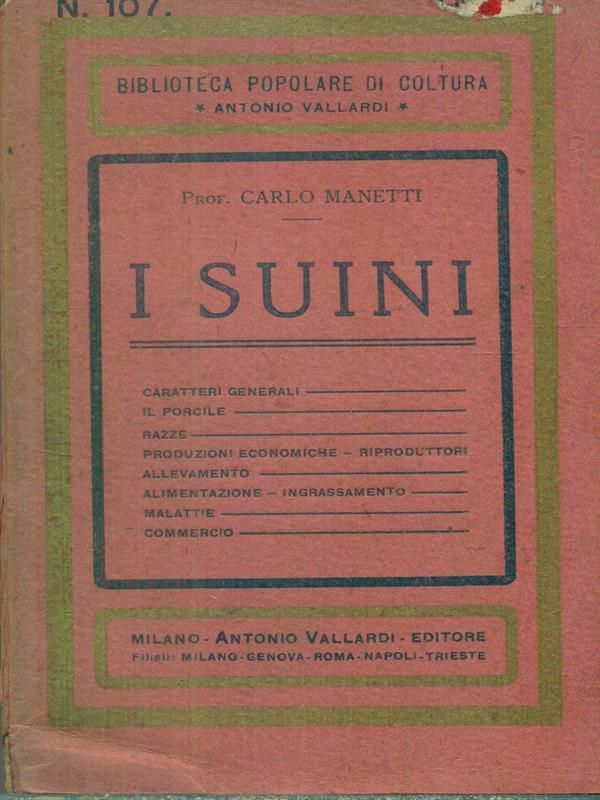 N. 107.
BIBLIOTECA POPOLARE DI COLTURA
* ANTONIO VALLARDI *
PROF. CARLO MANETTI
I SUINI
CARATTERI GENERALI
IL PORCILE
RAZZE
PRODUZIONI ECONOMICHE - RIPRODUTTORI
ALLEVAMENTO
ALIMENTAZIONE - INGRASSAMENTO
MALATTIE
COMMERCIO
MILANO - ANTONIO VALLARDI - EDITORE
Filiali: MILANO - GENOVA - ROMA - NAPOLI - TRIESTE